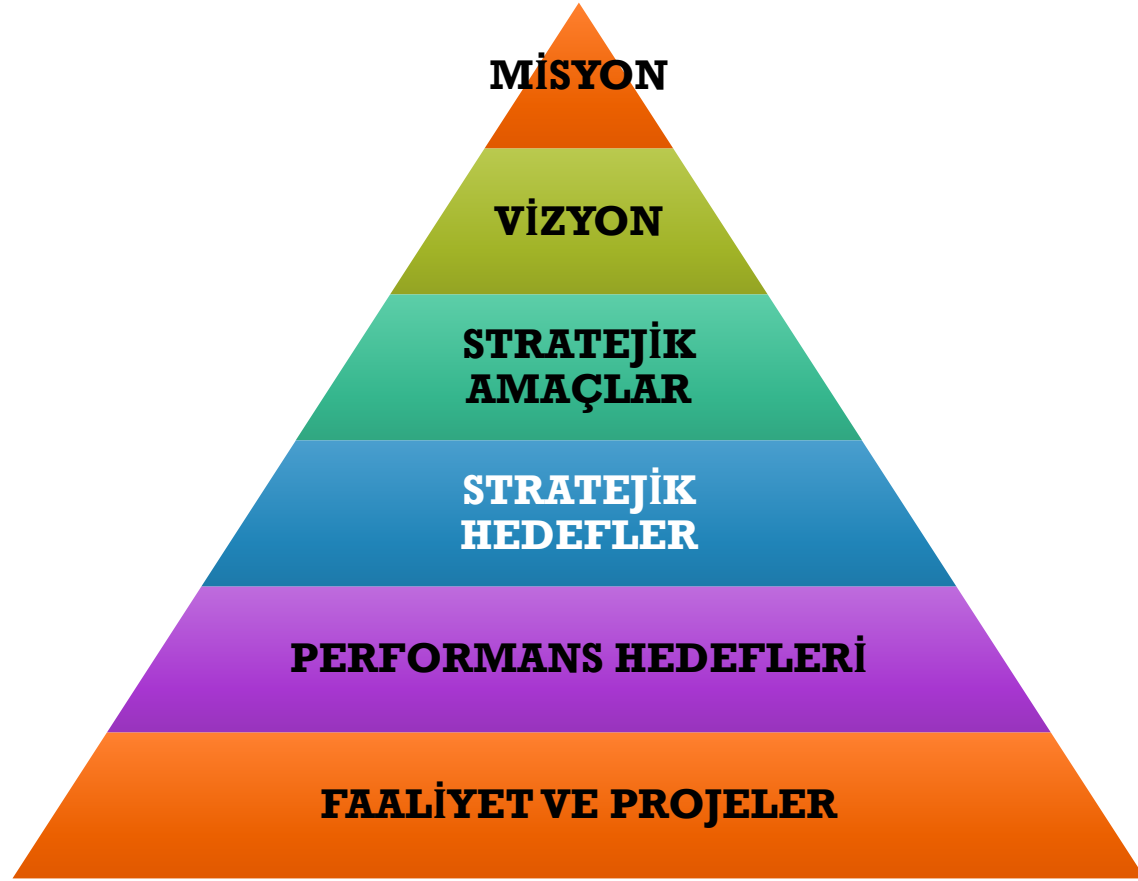 MİSYON
VİZYON
STRATEJİK
AMAÇLAR
STRATEJİK
HEDEFLER
PERFORMANS HEDEFLERİ
FAALİYET VE PROJELER